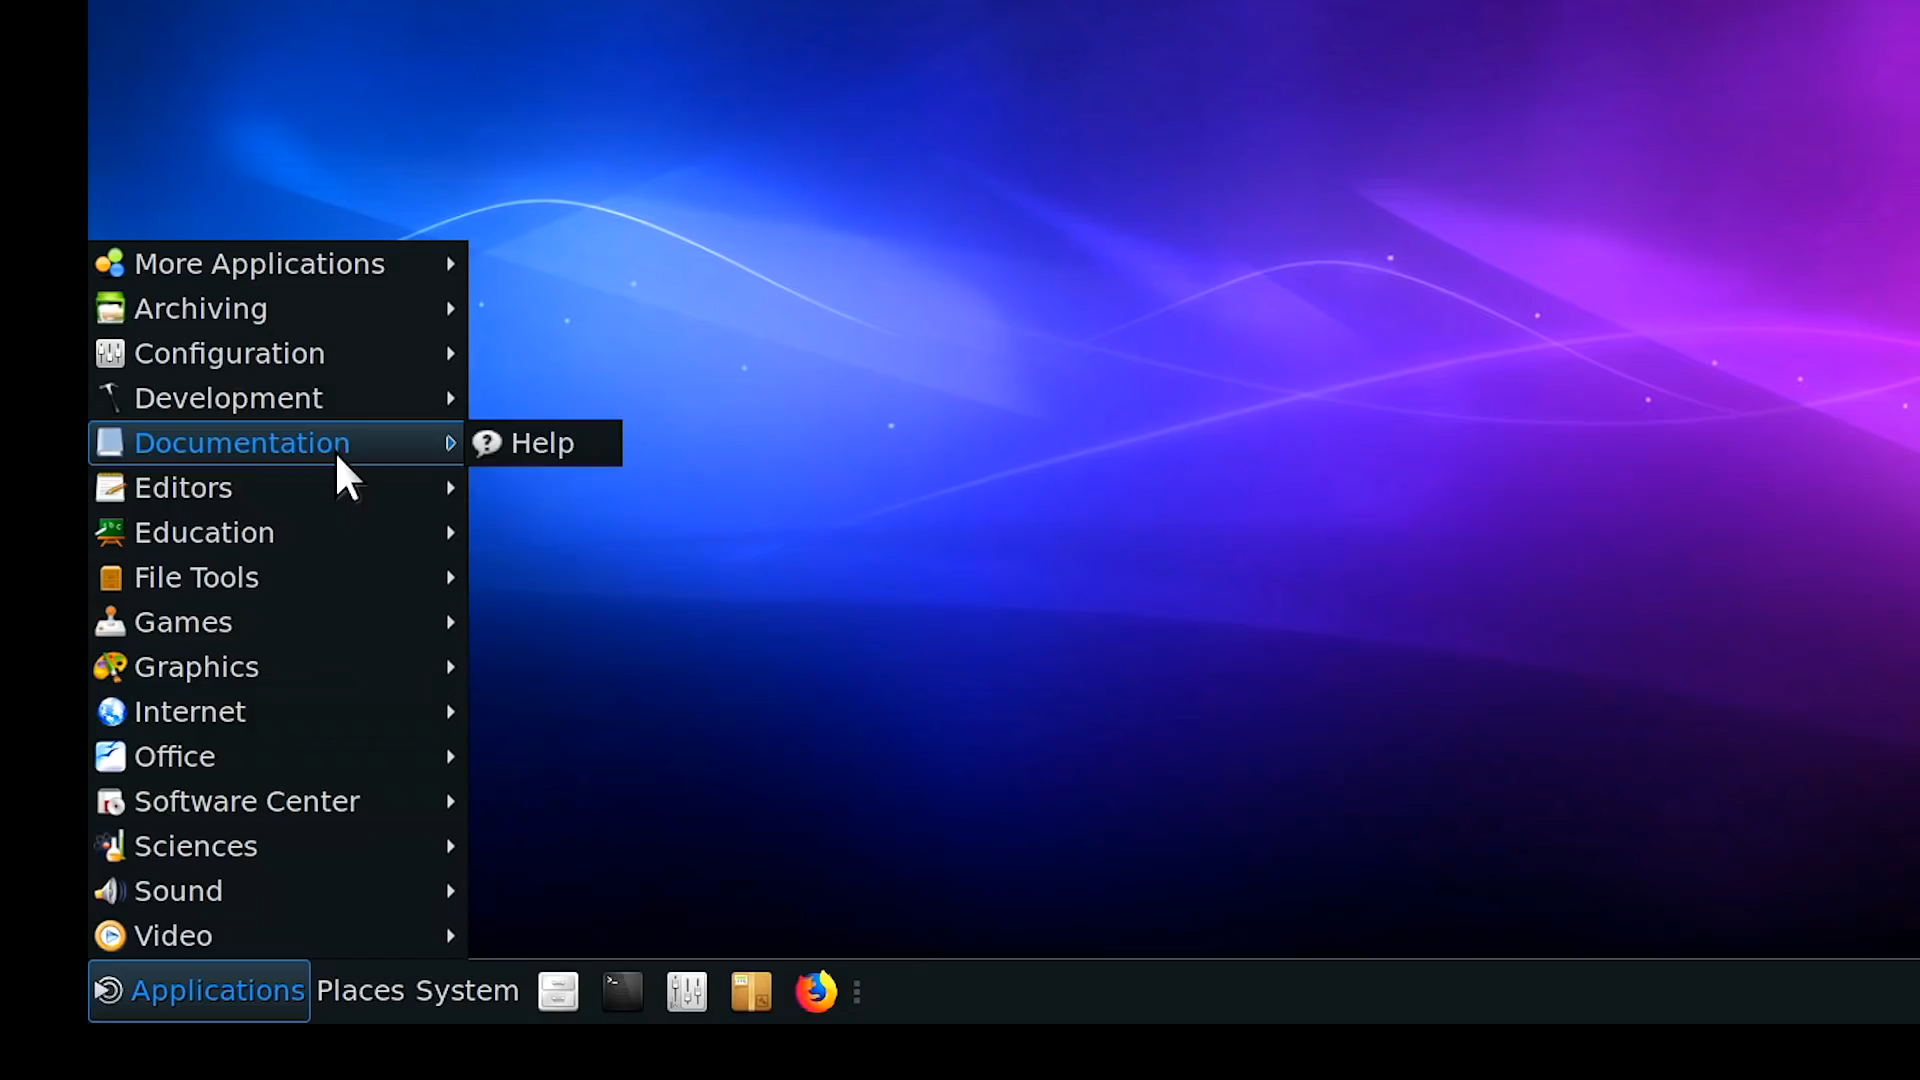 More Applications
Archiving
Configuration
Development
Documentation
Help
Editors
Education
File Tools
Games
Graphics
Internet
Office
Software Center
Sciences
Sound
Video
Applications Places System